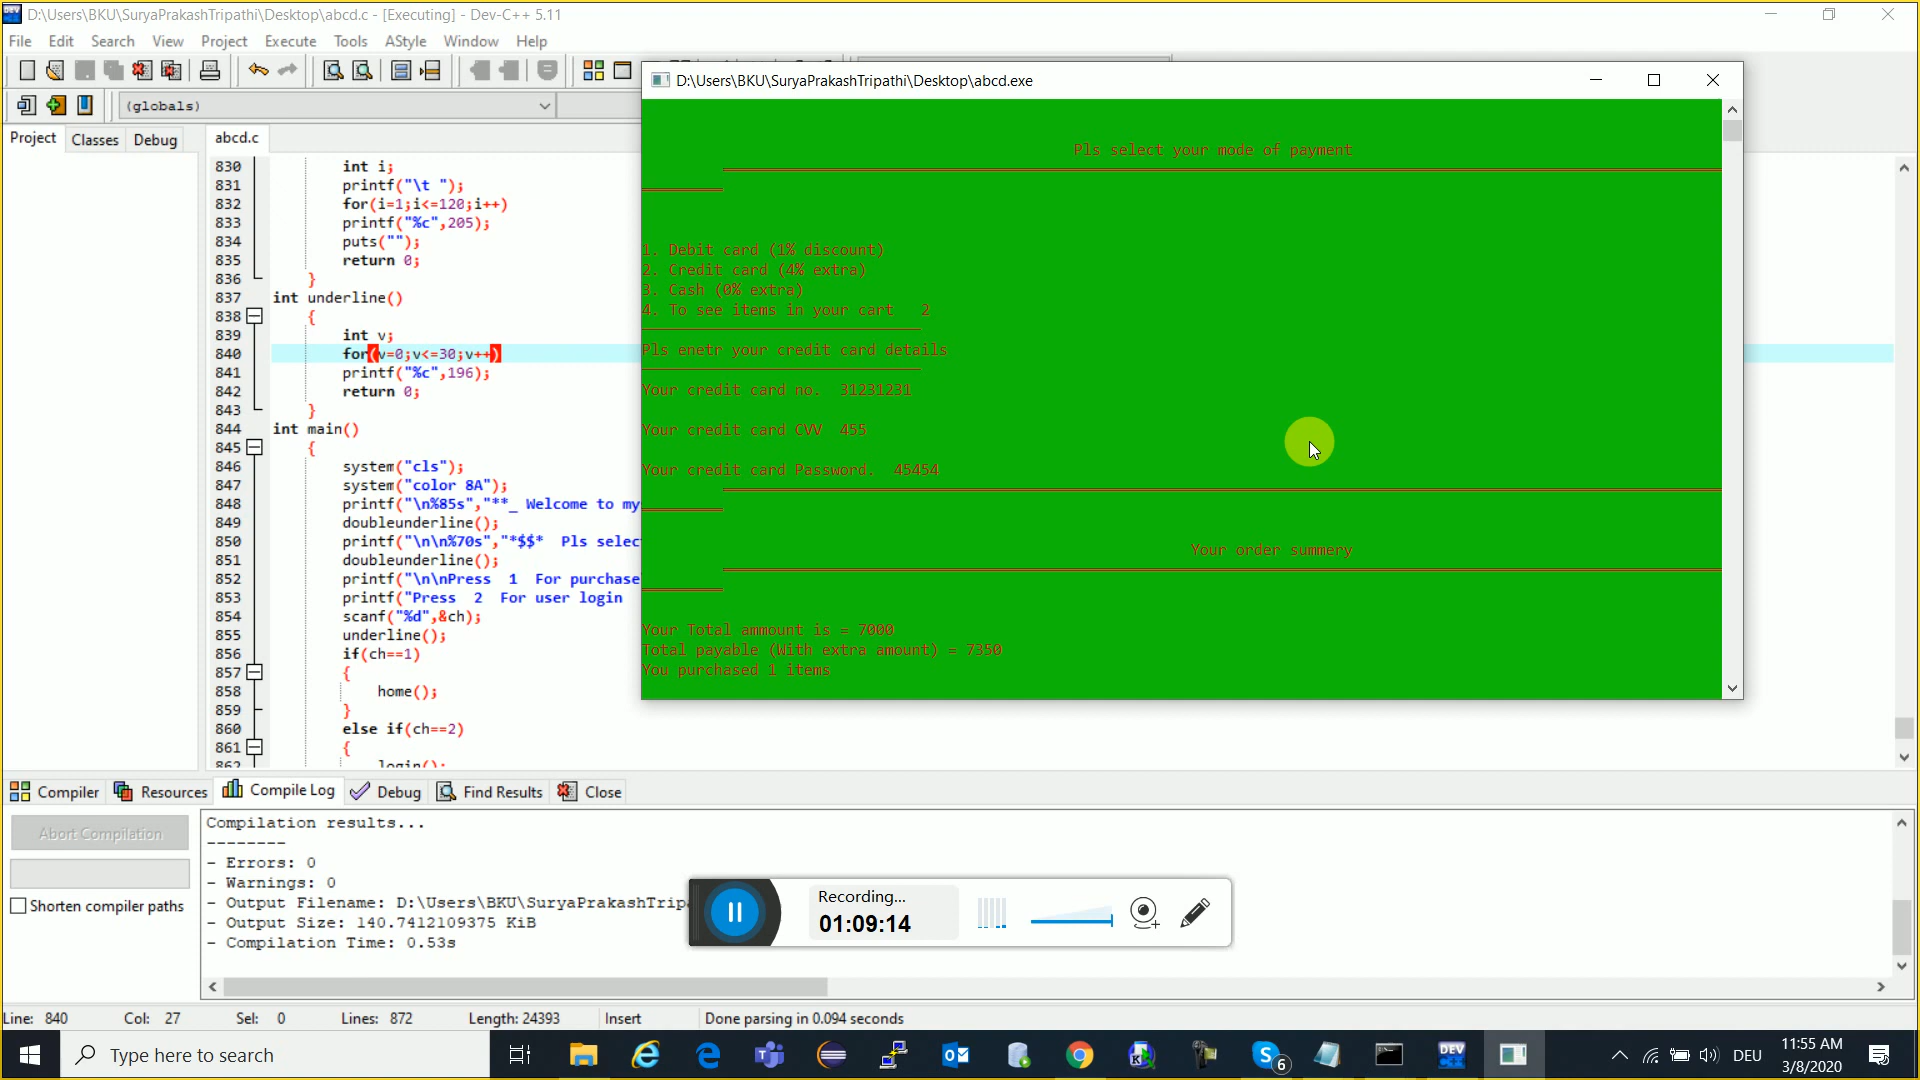 D:\Users\BKU\SuryaPrakashTripathi\Desktop\abcd.c - [Executing] - Dev-C++ 5.11
File Edit Search View Project Execute Tools AStyle Window Help
(globals)
Project Classes Debug
abcd.c
830 int i;
831 printf("\t ");
832 for(i=1;i<=120;i++)
833 printf("%c",205);
834 puts("");
835 return 0;
836 }
837 int underline()
838 {
839 int v;
840 for(v=0;v<=30;v++)
841 printf("%c",196);
842 return 0;
843 }
844 int main()
845 {
846 system("cls");
847 system("color 8A");
848 printf("\n%85s","**_ Welcome to my
849 doubleunderline();
850 printf("\n\n%70s","*$$* Pls selec
851 doubleunderline();
852 printf("\n\nPress 1 For purchase
853 printf("Press 2 For user login
854 scanf("%d",&ch);
855 underline();
856 if(ch==1)
857 {
858 home();
859 }
860 else if(ch==2)
861 {
862 login();
D:\Users\BKU\SuryaPrakashTripathi\Desktop\abcd.exe
Pls select your mode of payment
1. Debit card (1% discount)
2. Credit card (4% extra)
3. Cash (0% extra)
4. To see items in your cart 2
Pls enetr your credit card details
Your credit card no. 31231231
Your credit card CVV 455
Your credit card Password. 45454
Your order summery
Your Total ammount is = 7000
Total payable (With extra amount) = 7350
You purchased 1 items
Compiler Resources Compile Log Debug Find Results Close
Abort Compilation
Shorten compiler paths
Compilation results...
--------
- Errors: 0
- Warnings: 0
- Output Filename: D:\Users\BKU\SuryaPrakashTripa
- Output Size: 140.7412109375 KiB
- Compilation Time: 0.53s
Recording...
01:09:14
Line: 840 Col: 27 Sel: 0 Lines: 872 Length: 24393 Insert Done parsing in 0.094 seconds
Type here to search
DEV
6
DEU
11:55 AM
3/8/2020